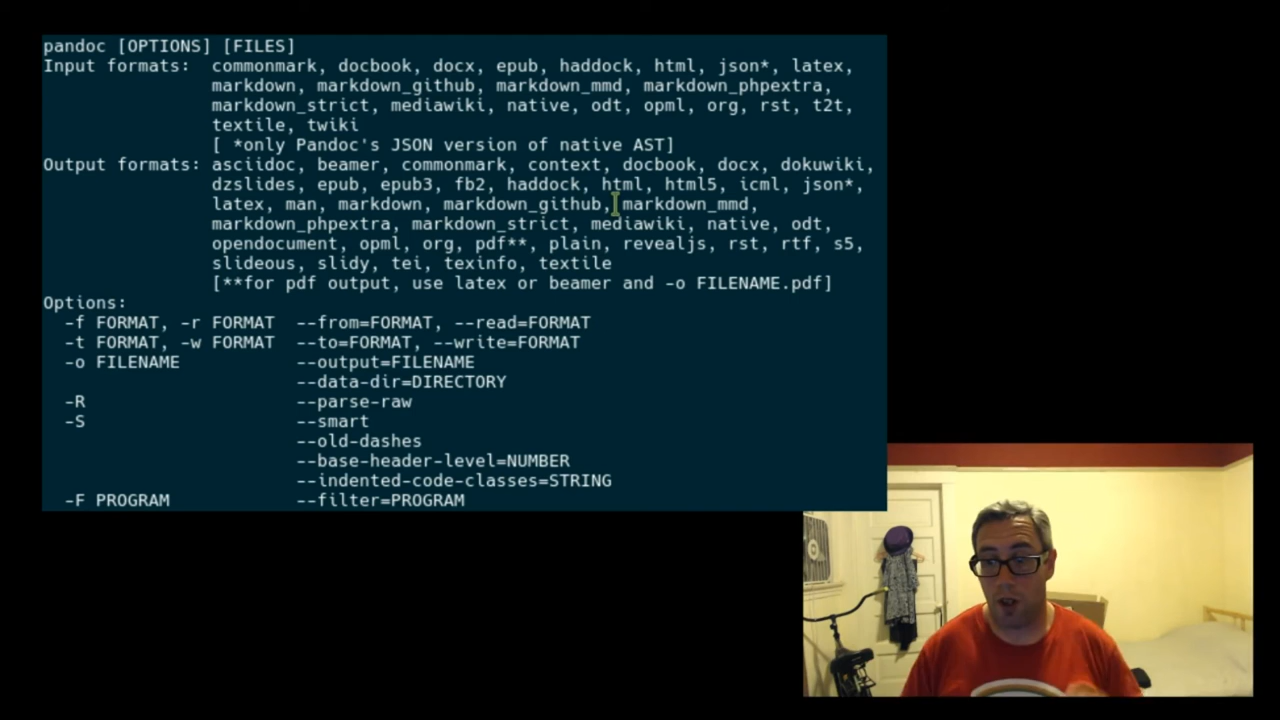 pandoc [OPTIONS] [FILES]
Input formats:  commonmark, docbook, docx, epub, haddock, html, json*, latex,
markdown, markdown_github, markdown_mmd, markdown_phpextra,
markdown_strict, mediawiki, native, odt, opml, org, rst, t2t,
textile, twiki
[ *only Pandoc's JSON version of native AST]
Output formats: asciidoc, beamer, commonmark, context, docbook, docx, dokuwiki,
dzslides, epub, epub3, fb2, haddock, html, html5, icml, json*,
latex, man, markdown, markdown_github, markdown_mmd,
markdown_phpextra, markdown_strict, mediawiki, native, odt,
opendocument, opml, org, pdf**, plain, revealjs, rst, rtf, s5,
slideous, slidy, tei, texinfo, textile
[**for pdf output, use latex or beamer and -o FILENAME.pdf]
Options:
-f FORMAT, -r FORMAT  --from=FORMAT, --read=FORMAT
-t FORMAT, -w FORMAT  --to=FORMAT, --write=FORMAT
-o FILENAME           --output=FILENAME
--data-dir=DIRECTORY
-R                    --parse-raw
-S                    --smart
--old-dashes
--base-header-level=NUMBER
--indented-code-classes=STRING
-F PROGRAM            --filter=PROGRAM